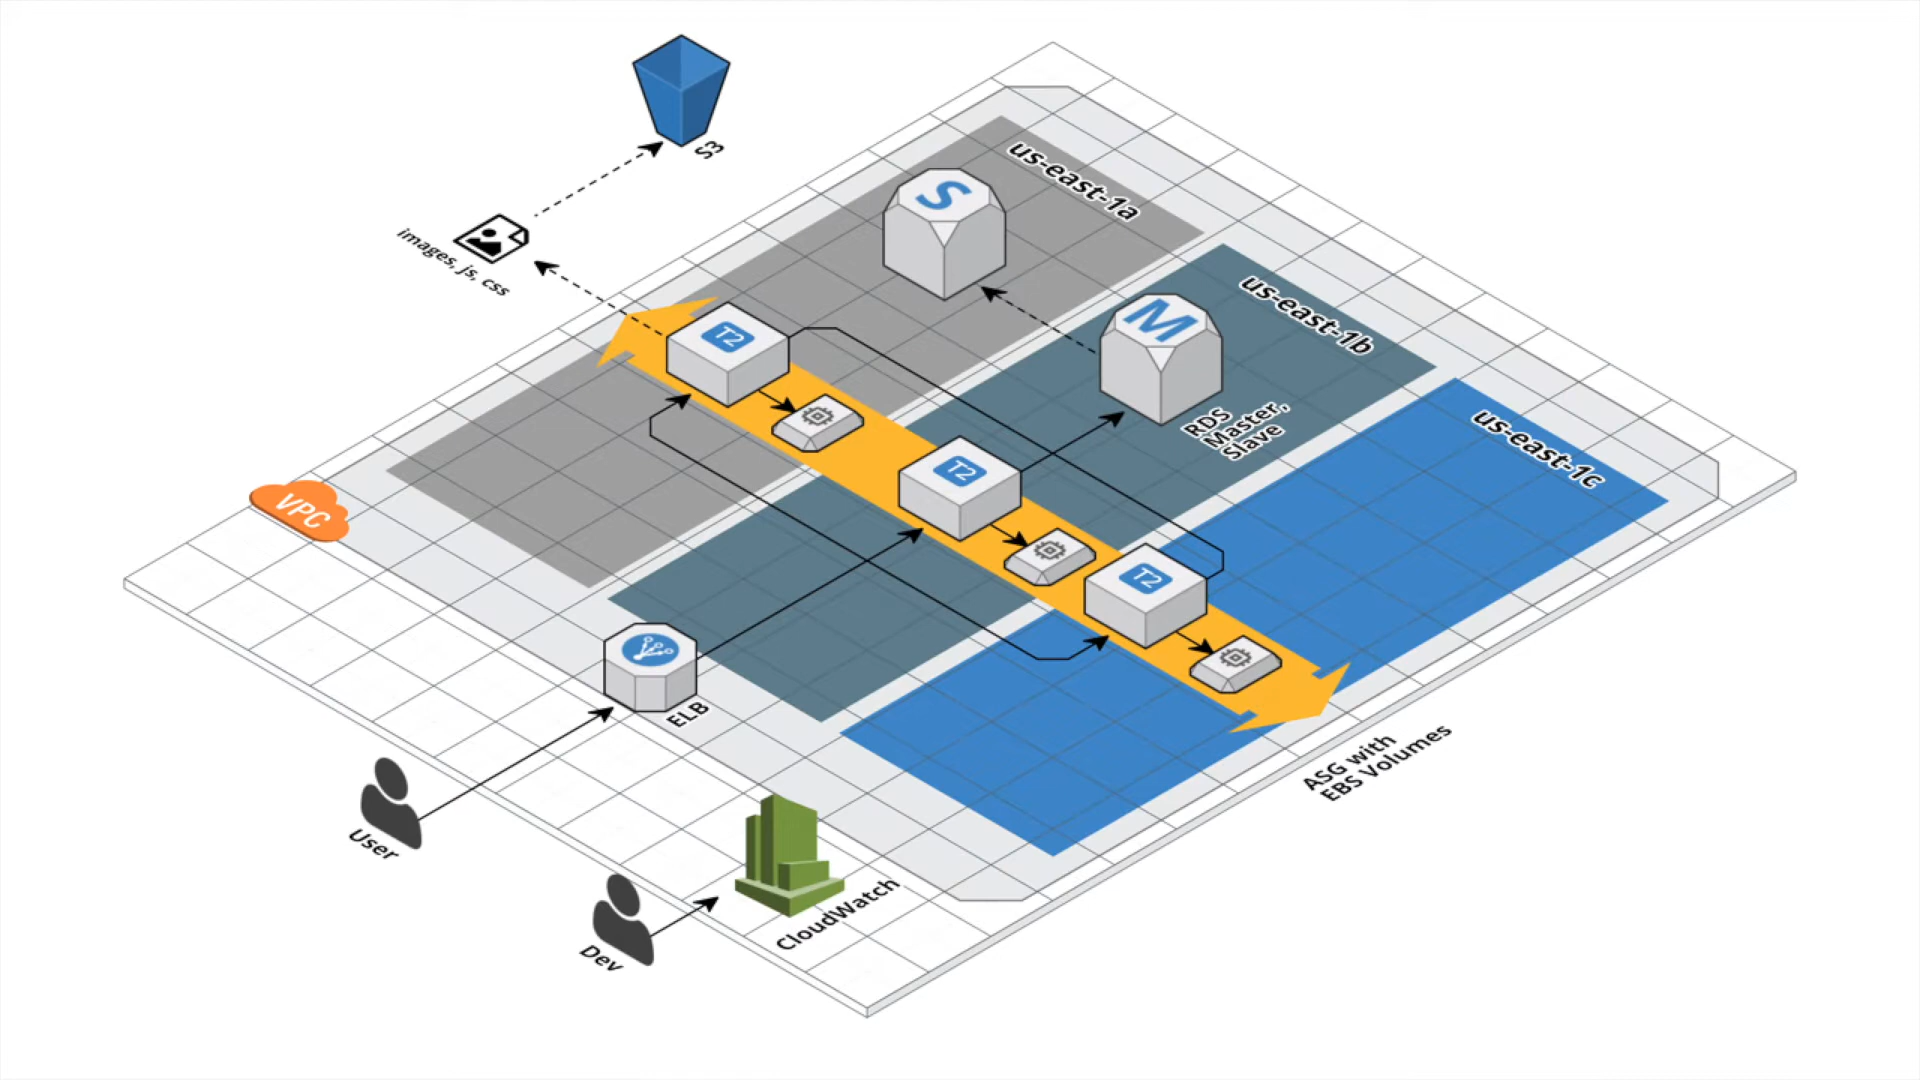 S3
us-east-1a
S
images, js, css
us-east-1b
M
T2
RDS
Master,
Slave
us-east-1c
T2
VPC
T2
ELB
ASG with
EBS Volumes
User
CloudWatch
Dev